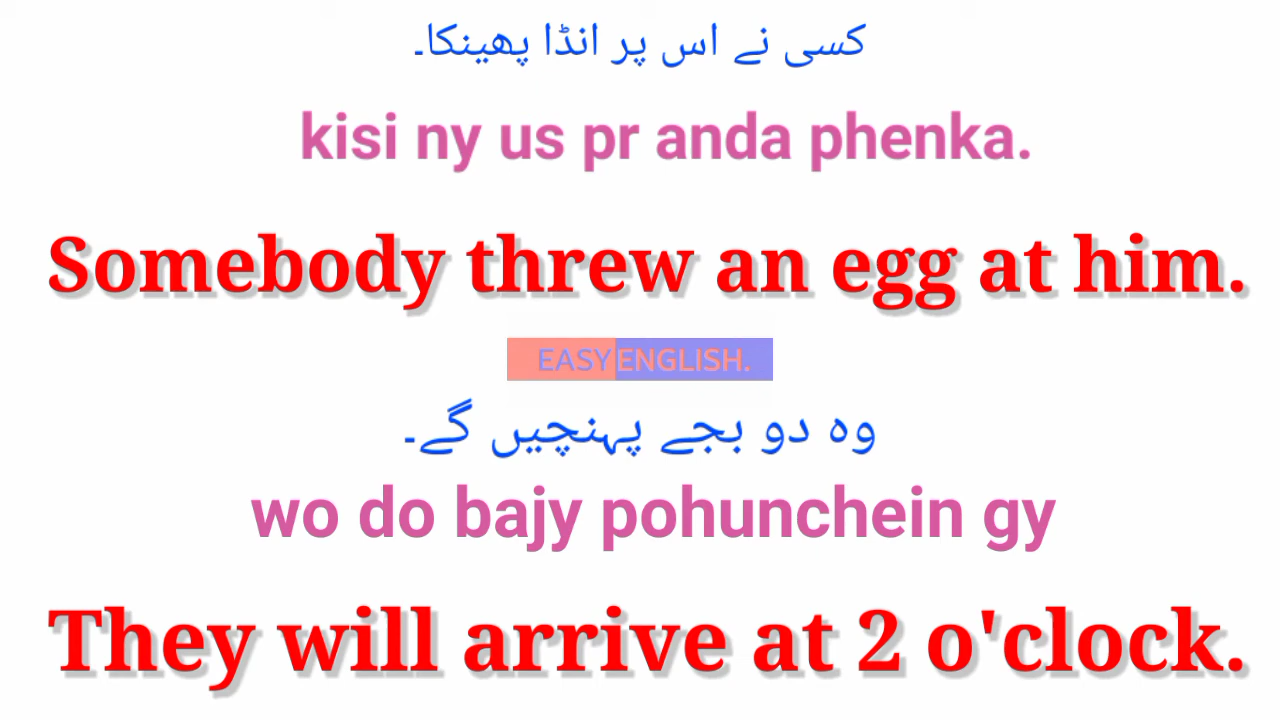 کسی نے اس پر انڈا پھینکا۔
kisi ny us pr anda phenka.
Somebody threw an egg at him.
EASY ENGLISH.
وہ دو بجے پہنچیں گے۔
wo do bajy pohunchein gy
They will arrive at 2 o'clock.